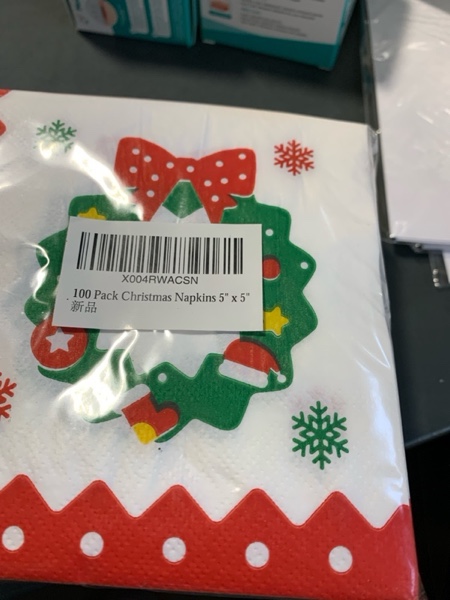 X004RWACSN
100 Pack Christmas Napkins 5" x 5"
新品